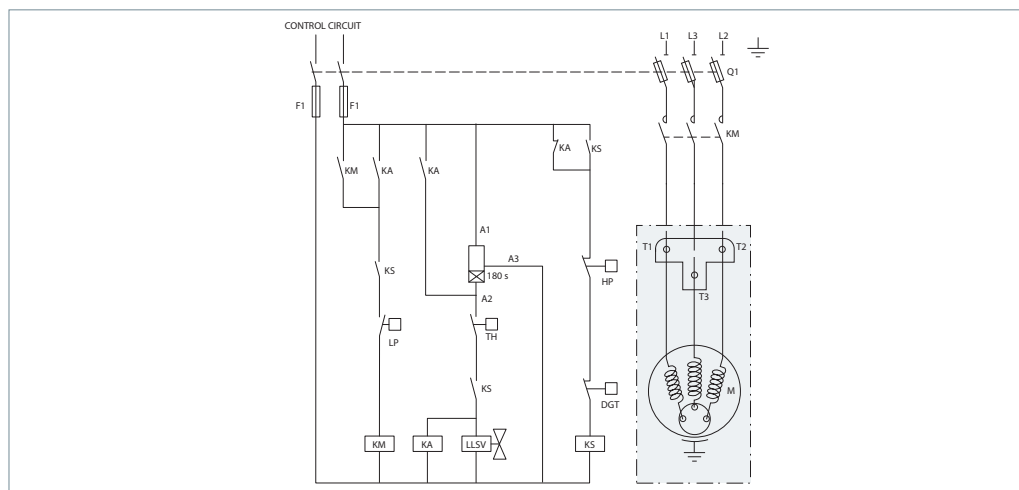 CONTROL CIRCUIT
L1 L3 L2
Q1
F1 F1
KM
KA KS
KM KA KA
A1
A3
KS
180 s
HP
A2
LP
TH
KS
DGT
KM KA LLSV KS
T1 T2
T3
M